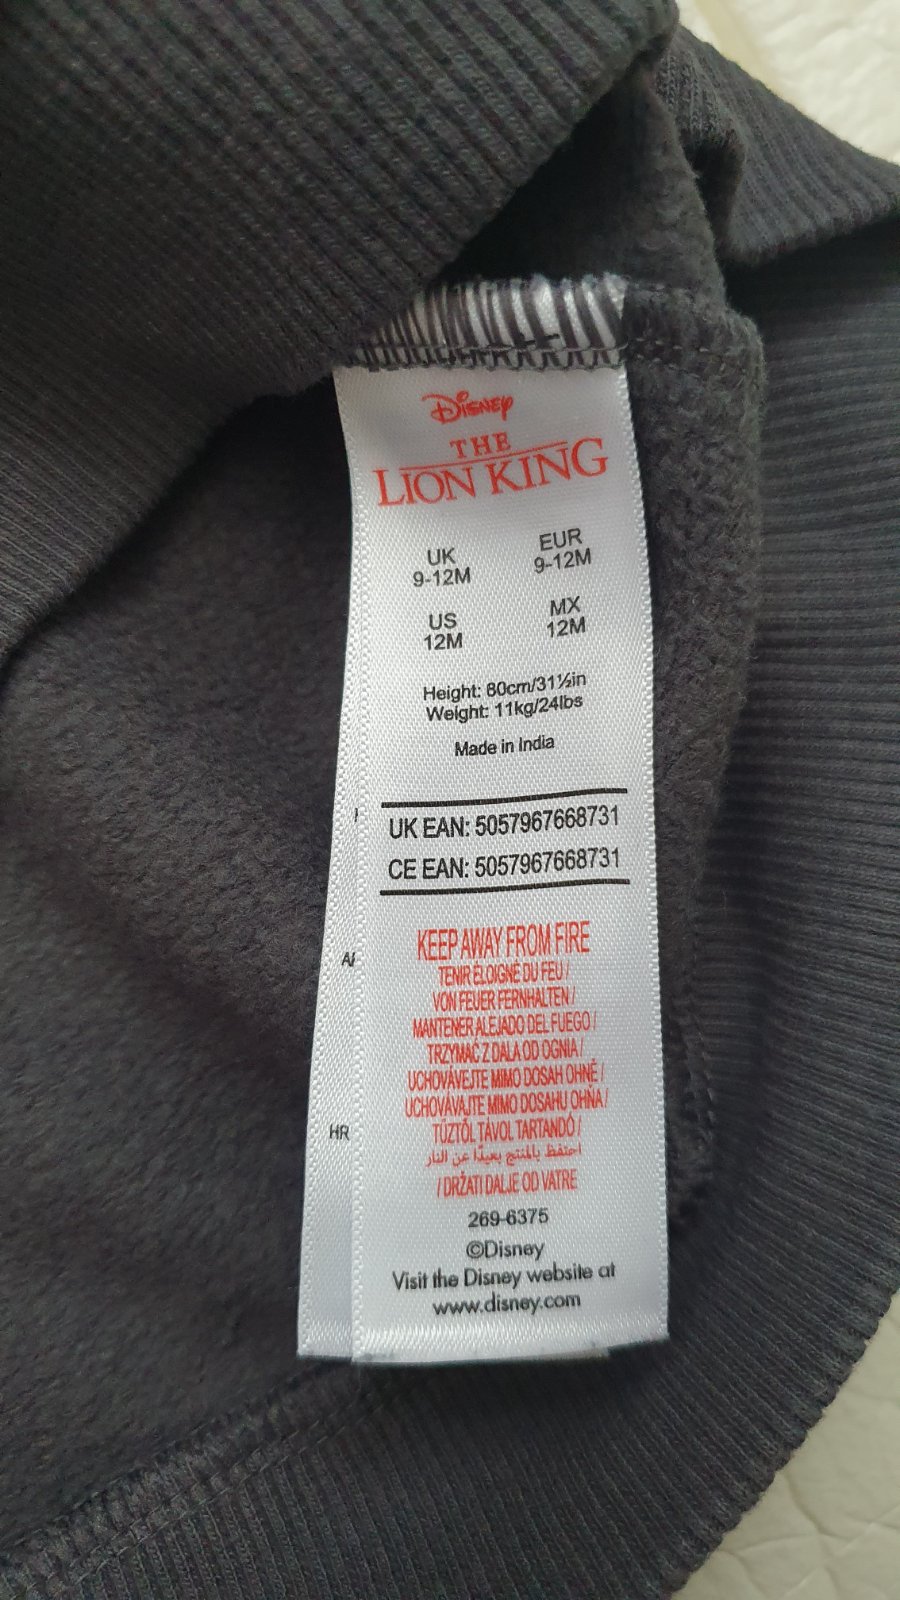 Disney
THE
LION KING
UK
9-12M
EUR
9-12M
US
12M
MX
12M
Height: 80cm/31½in
Weight: 11kg/24lbs
Made in India
UK EAN: 5057967668731
CE EAN: 5057967668731
KEEP AWAY FROM FIRE
TENIR ÉLOIGNÉ DU FEU /
VON FEUER FERNHALTEN /
MANTENER ALEJADO DEL FUEGO /
TRZYMAĆ Z DALA OD OGNIA /
UCHOVÁVEJTE MIMO DOSAH OHNĚ /
UCHOVÁVAJTE MIMO DOSAHU OHŇA /
TŰZTŐL TÁVOL TARTANDÓ /
احتفظ بالمنتج بعيدًا عن النار
/ DRŽATI DALJE OD VATRE
269-6375
©Disney
Visit the Disney website at
www.disney.com
HR